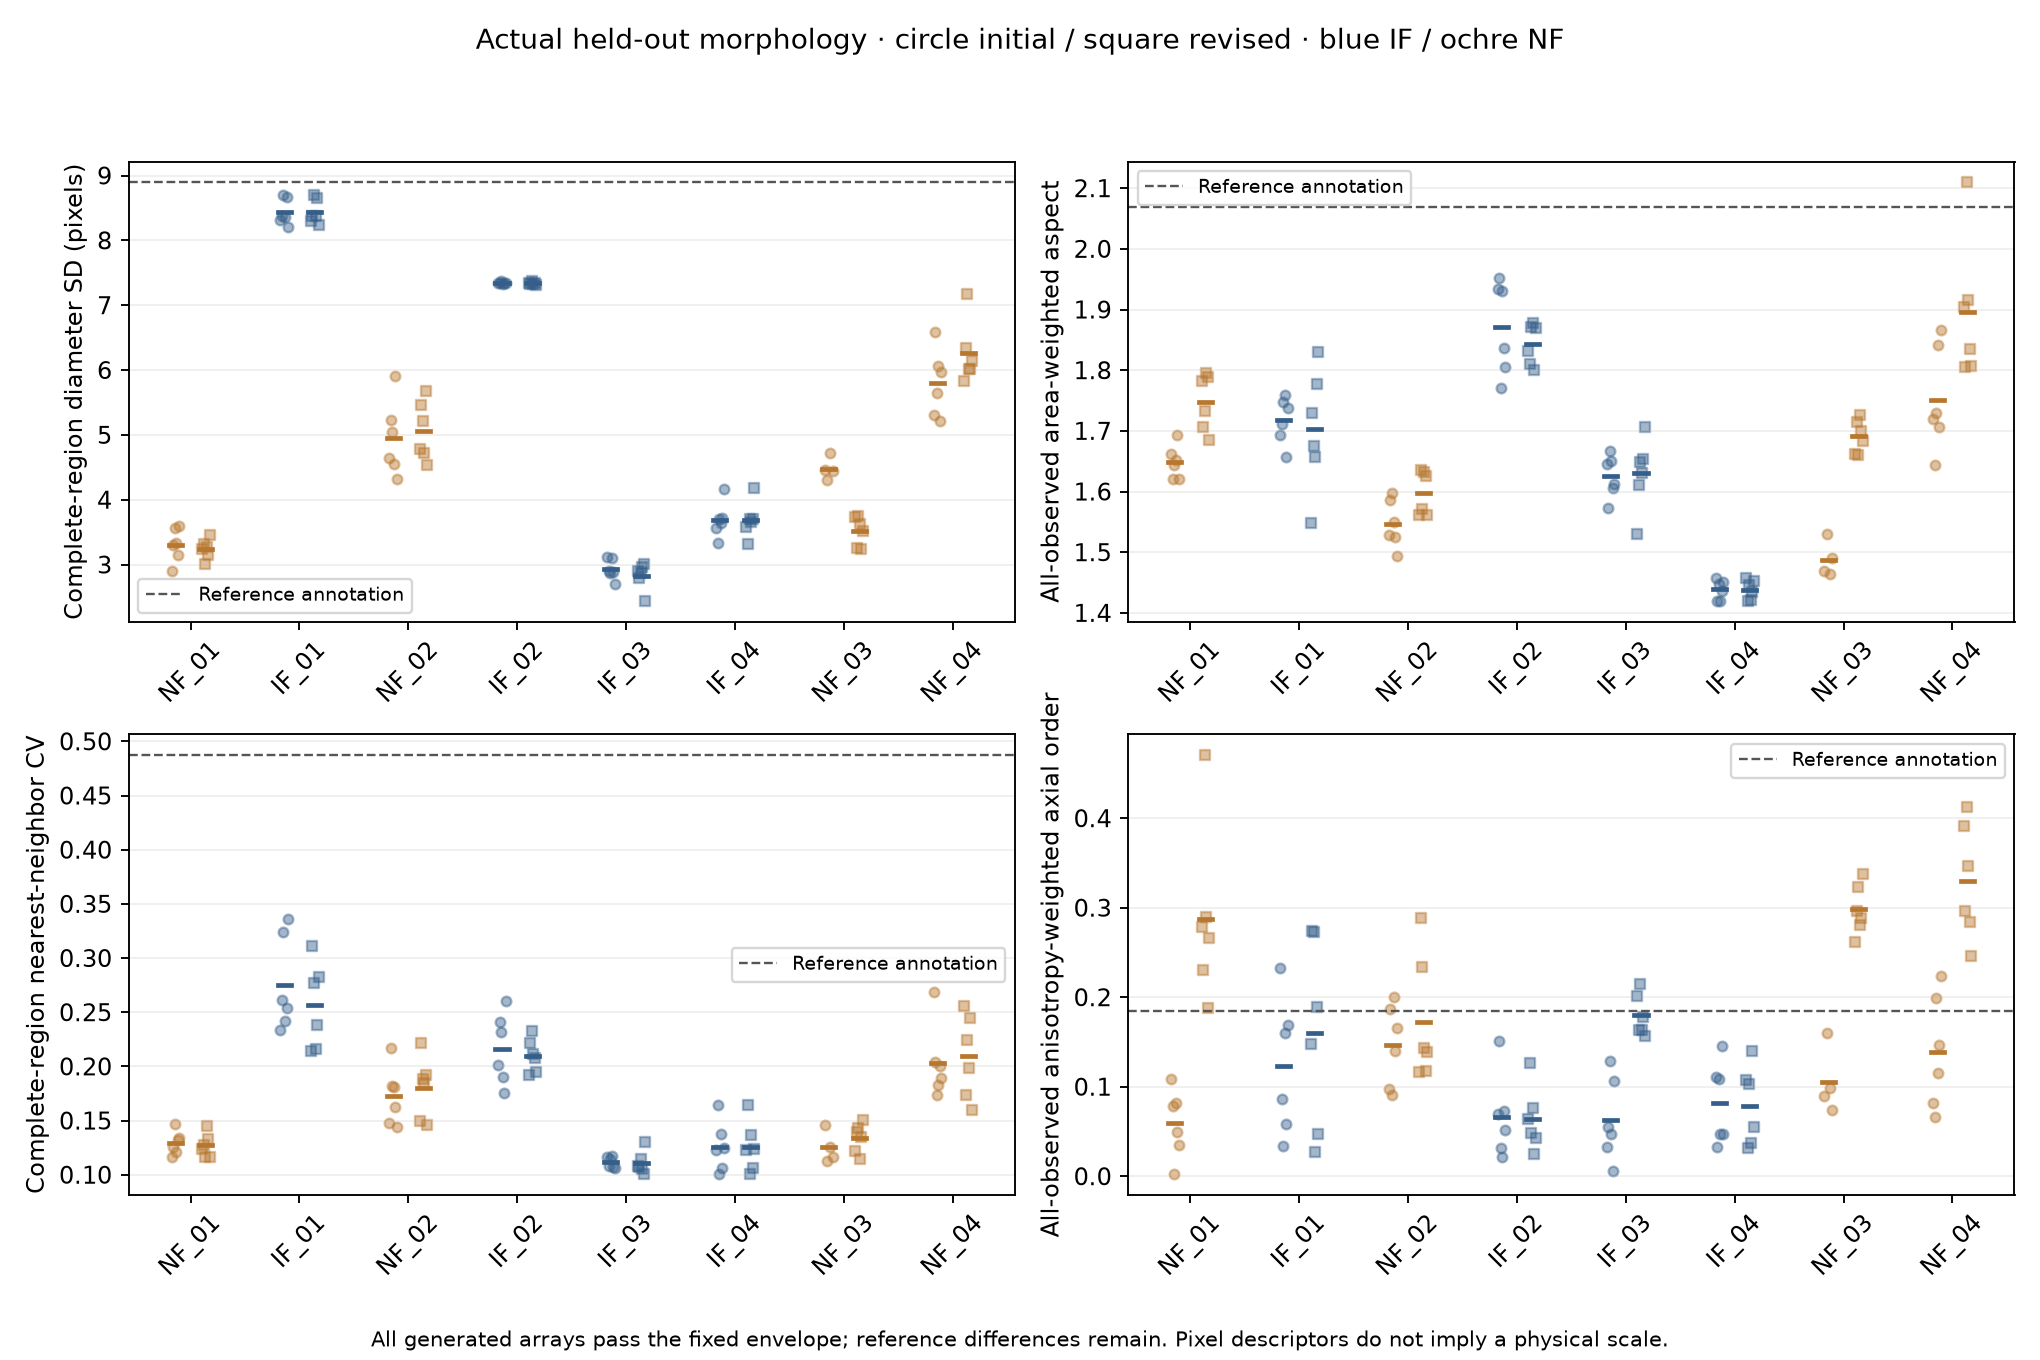 Actual held-out morphology · circle initial / square revised · blue IF / ochre NF
Complete-region diameter SD (pixels)
9
8
7
6
5
4
3
Reference annotation
NF_01
IF_01
NF_02
IF_02
IF_03
IF_04
NF_03
NF_04
All-observed area-weighted aspect
2.1
2.0
1.9
1.8
1.7
1.6
1.5
1.4
Reference annotation
NF_01
IF_01
NF_02
IF_02
IF_03
IF_04
NF_03
NF_04
Complete-region nearest-neighbor CV
0.50
0.45
0.40
0.35
0.30
0.25
0.20
0.15
0.10
Reference annotation
NF_01
IF_01
NF_02
IF_02
IF_03
IF_04
NF_03
NF_04
All-observed anisotropy-weighted axial order
0.4
0.3
0.2
0.1
0.0
Reference annotation
NF_01
IF_01
NF_02
IF_02
IF_03
IF_04
NF_03
NF_04
All generated arrays pass the fixed envelope; reference differences remain. Pixel descriptors do not imply a physical scale.